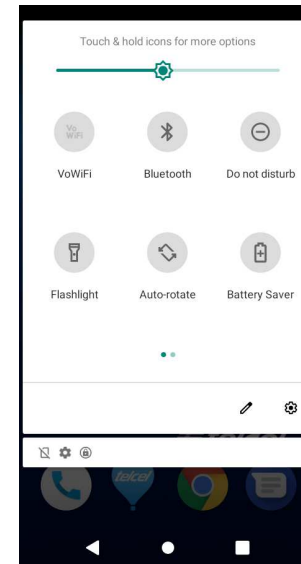 Touch & hold icons for more options
Vo
WiFi
VoWiFi
Bluetooth
Do not disturb
Flashlight
Auto-rotate
Battery Saver
telcel